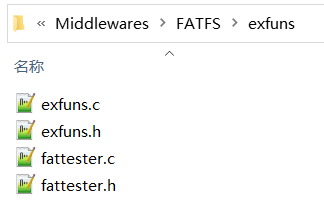 « Middlewares > FATFS > exfuns
名称
exfuns.c
exfuns.h
fattester.c
fattester.h